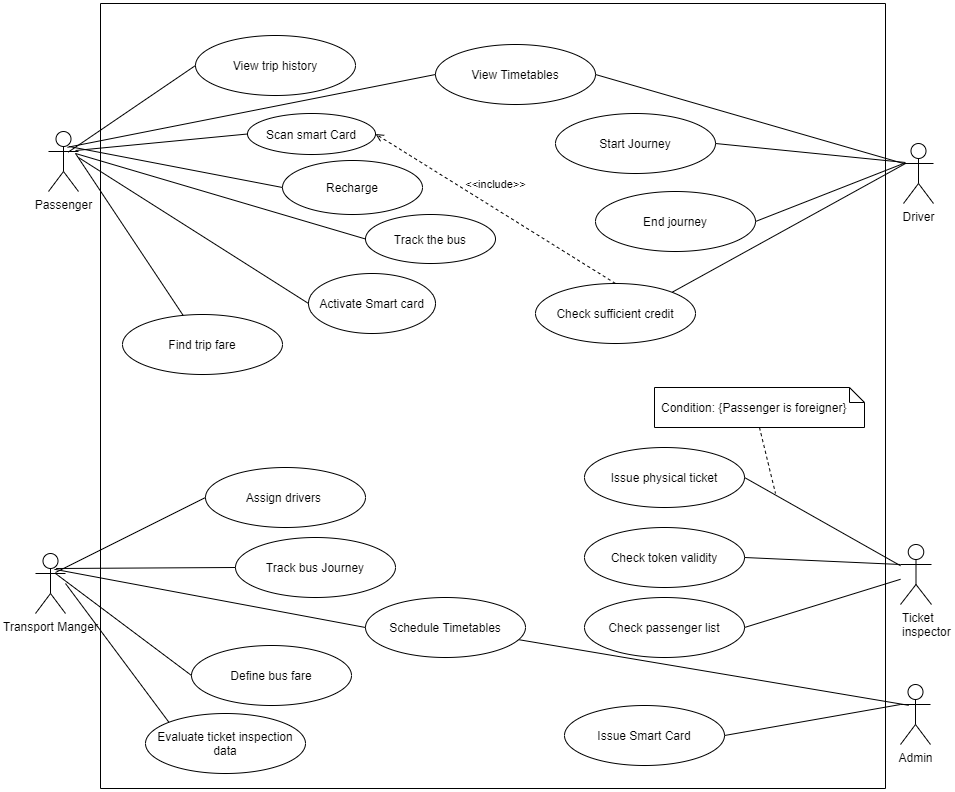 View trip history
View Timetables
Scan smart Card
Start Journey
Recharge
<<include>>
Passenger
Driver
End journey
Track the bus
Activate Smart card
Check sufficient credit
Find trip fare
Condition: {Passenger is foreigner}
Issue physical ticket
Assign drivers
Check token validity
Track bus Journey
Ticket
inspector
Transport Manger
Schedule Timetables
Check passenger list
Define bus fare
Evaluate ticket inspection
data
Issue Smart Card
Admin